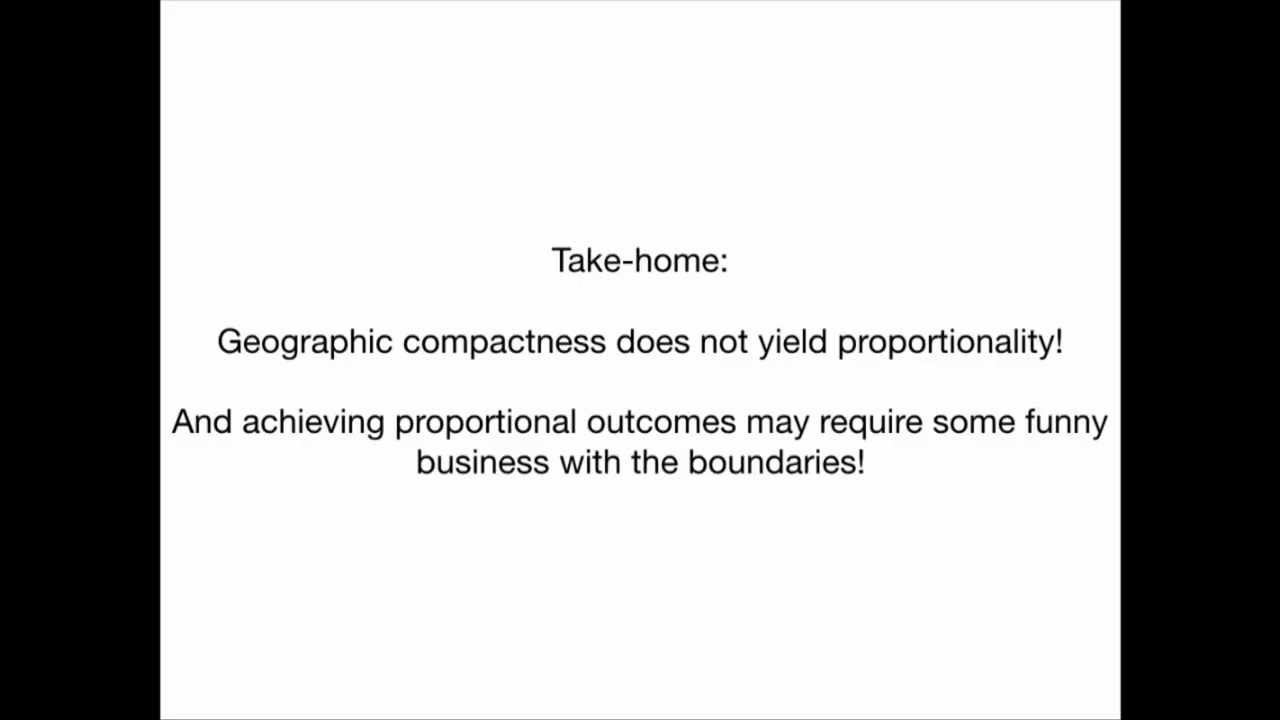 Take-home:
Geographic compactness does not yield proportionality!
And achieving proportional outcomes may require some funny
business with the boundaries!